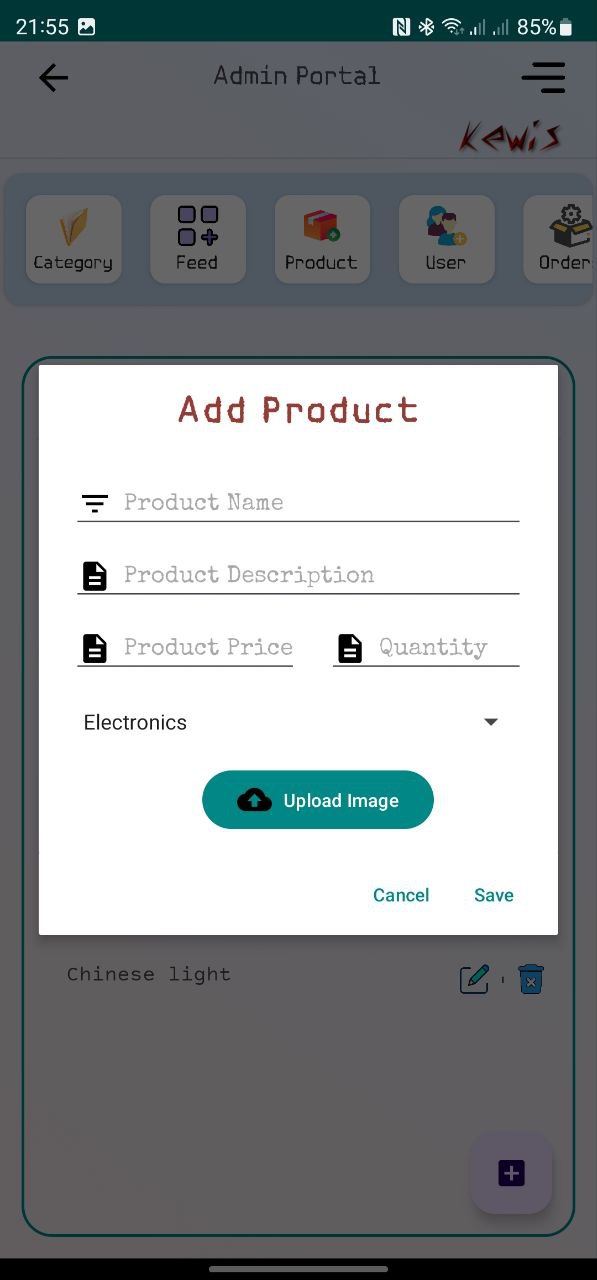 21:55 85%
Admin Portal
Kewis
Category Feed Product User Order
Add Product
Product Name
Product Description
Product Price Quantity
Electronics
Upload Image
Cancel Save
Chinese light